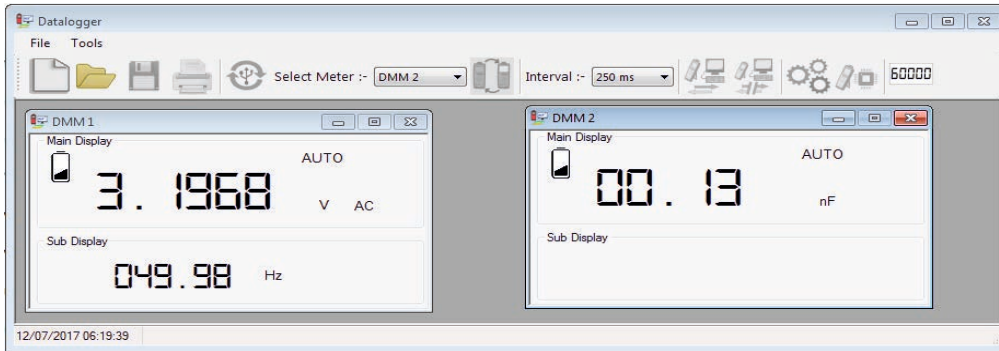 Datalogger
File Tools
Select Meter :- DMM 2 Interval :- 250 ms 60000
DMM 1
Main Display
AUTO
3.1968 V AC
Sub Display
049.98 Hz
DMM 2
Main Display
AUTO
00.13 nF
Sub Display
12/07/2017 06:19:39